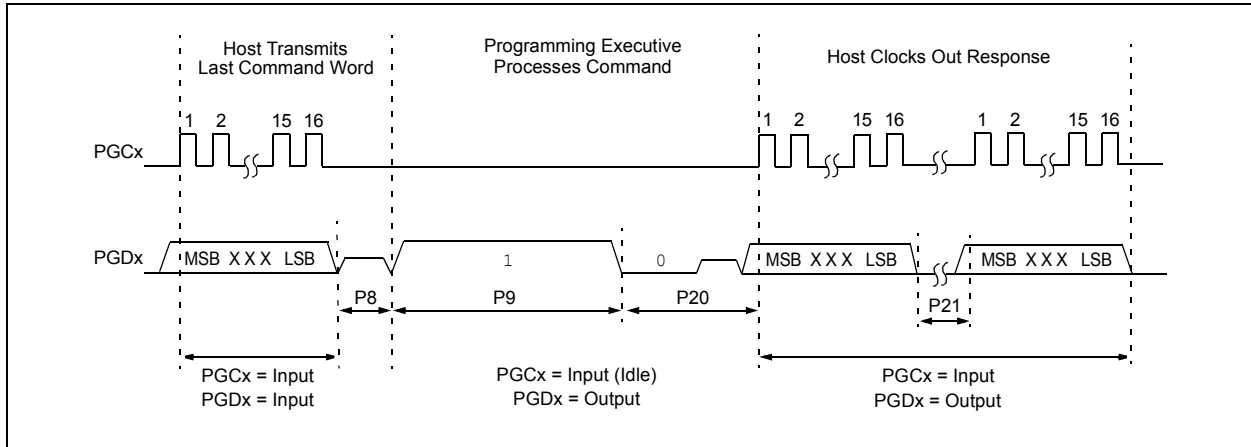 Host Transmits
Last Command Word
Programming Executive
Processes Command
Host Clocks Out Response
1 2 15 16 1 2 15 16 1 2 15 16
PGCx
PGDx MSB X X X LSB 1 0 MSB X X X LSB MSB X X X LSB
P8 P9 P20 P21
PGCx = Input
PGDx = Input
PGCx = Input (Idle)
PGDx = Output
PGCx = Input
PGDx = Output